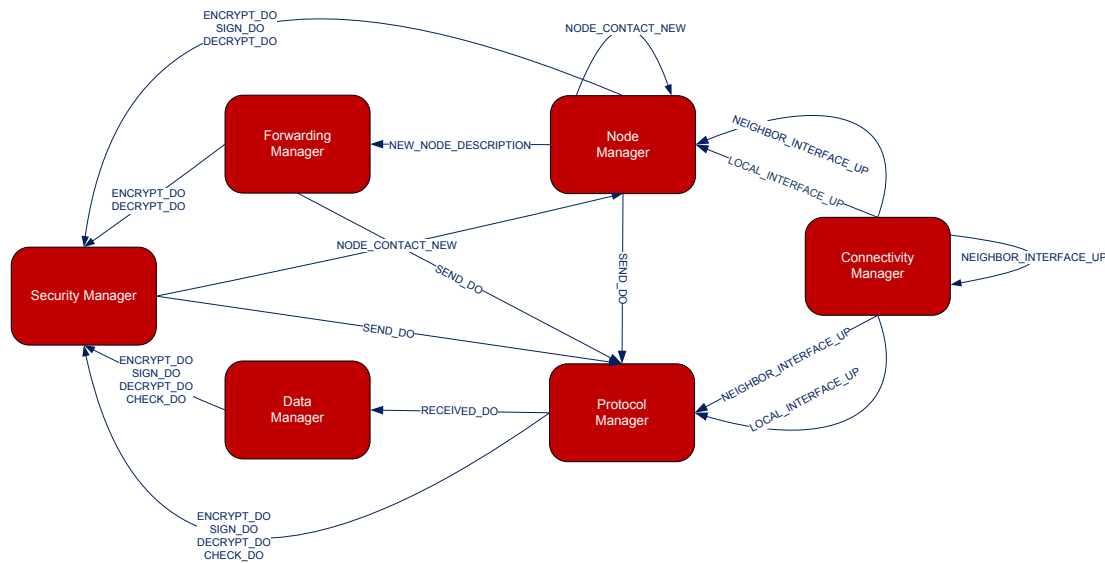 ENCRYPT_DO
SIGN_DO
DECRYPT_DO
NODE_CONTACT_NEW
Forwarding
Manager
NEW_NODE_DESCRIPTION
Node
Manager
NEIGHBOR_INTERFACE_UP
LOCAL_INTERFACE_UP
ENCRYPT_DO
DECRYPT_DO
NODE_CONTACT_NEW
Security Manager
SEND_DO
SEND_DO
SEND_DO
Connectivity
Manager
NEIGHBOR_INTERFACE_UP
ENCRYPT_DO
SIGN_DO
DECRYPT_DO
CHECK_DO
Data
Manager
RECEIVED_DO
Protocol
Manager
NEIGHBOR_INTERFACE_UP
LOCAL_INTERFACE_UP
ENCRYPT_DO
SIGN_DO
DECRYPT_DO
CHECK_DO